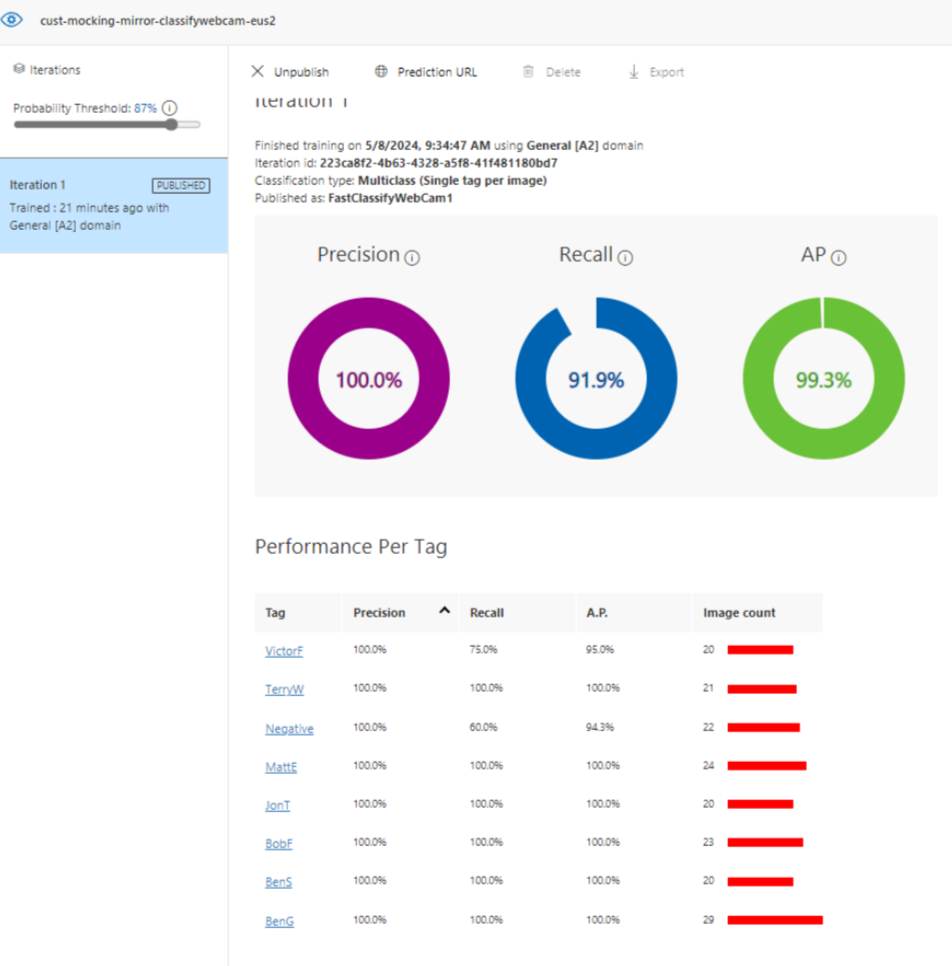 cust-mocking-mirror-classifywebcam-eus2
Iterations
Probability Threshold: 87%
Iteration 1 PUBLISHED
Trained : 21 minutes ago with
General [A2] domain
Unpublish Prediction URL Delete Export
Iteration 1
Finished training on 5/8/2024, 9:34:47 AM using General [A2] domain
Iteration id: 223ca8f2-4b63-4328-a5f8-41f481180bd7
Classification type: Multiclass (Single tag per image)
Published as: FastClassifyWebCam1
Precision Recall AP
100.0% 91.9% 99.3%
Performance Per Tag
Tag Precision Recall A.P. Image count
VictorF 100.0% 75.0% 95.0% 20
TerryW 100.0% 100.0% 100.0% 21
Negative 100.0% 60.0% 94.3% 22
MattE 100.0% 100.0% 100.0% 24
JonT 100.0% 100.0% 100.0% 20
BobF 100.0% 100.0% 100.0% 23
BenS 100.0% 100.0% 100.0% 20
BenG 100.0% 100.0% 100.0% 29